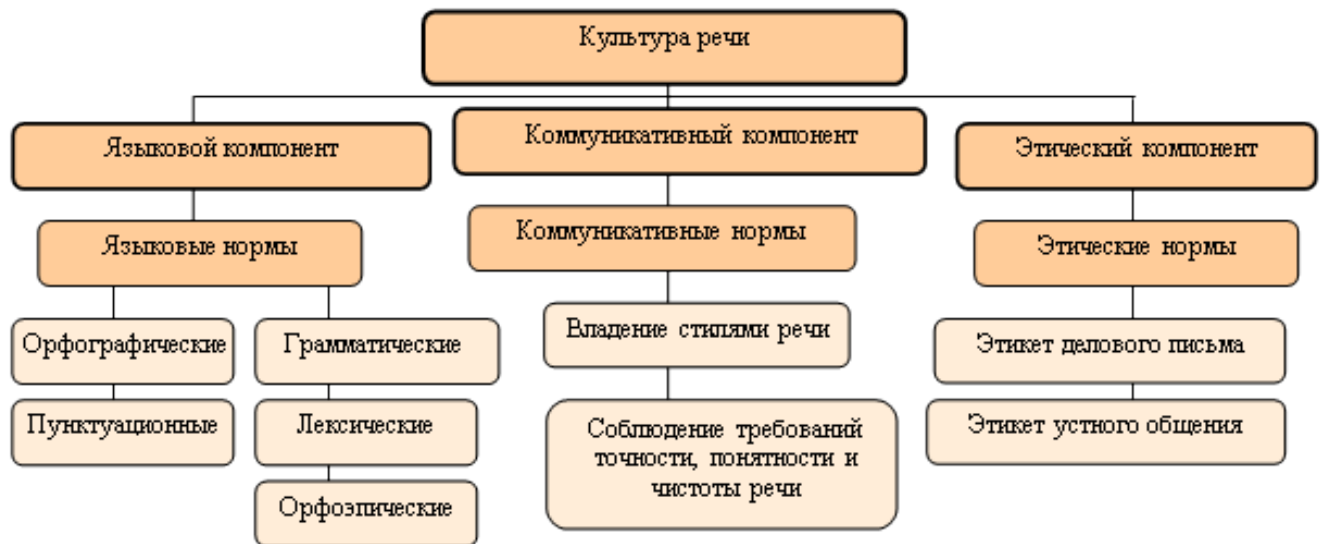 Культура речи
Языковой компонент
Коммуникативный компонент
Этический компонент
Языковые нормы
Коммуникативные нормы
Этические нормы
Орфографические
Грамматические
Владение стилями речи
Этикет делового письма
Пунктуационные
Лексические
Соблюдение требований
точности, понятности и
чистоты речи
Этикет устного общения
Орфоэпические